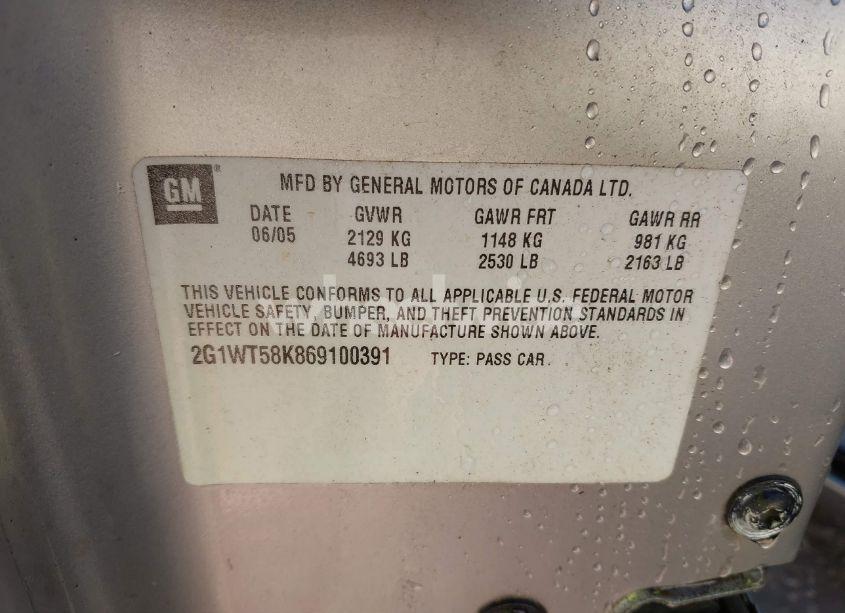 GM
MFD BY GENERAL MOTORS OF CANADA LTD.
DATE GVWR GAWR FRT GAWR RR
06/05 2129 KG 1148 KG 981 KG
4693 LB 2530 LB 2163 LB
THIS VEHICLE CONFORMS TO ALL APPLICABLE U.S. FEDERAL MOTOR
VEHICLE SAFETY, BUMPER, AND THEFT PREVENTION STANDARDS IN
EFFECT ON THE DATE OF MANUFACTURE SHOWN ABOVE.
2G1WT58K869100391 TYPE: PASS CAR